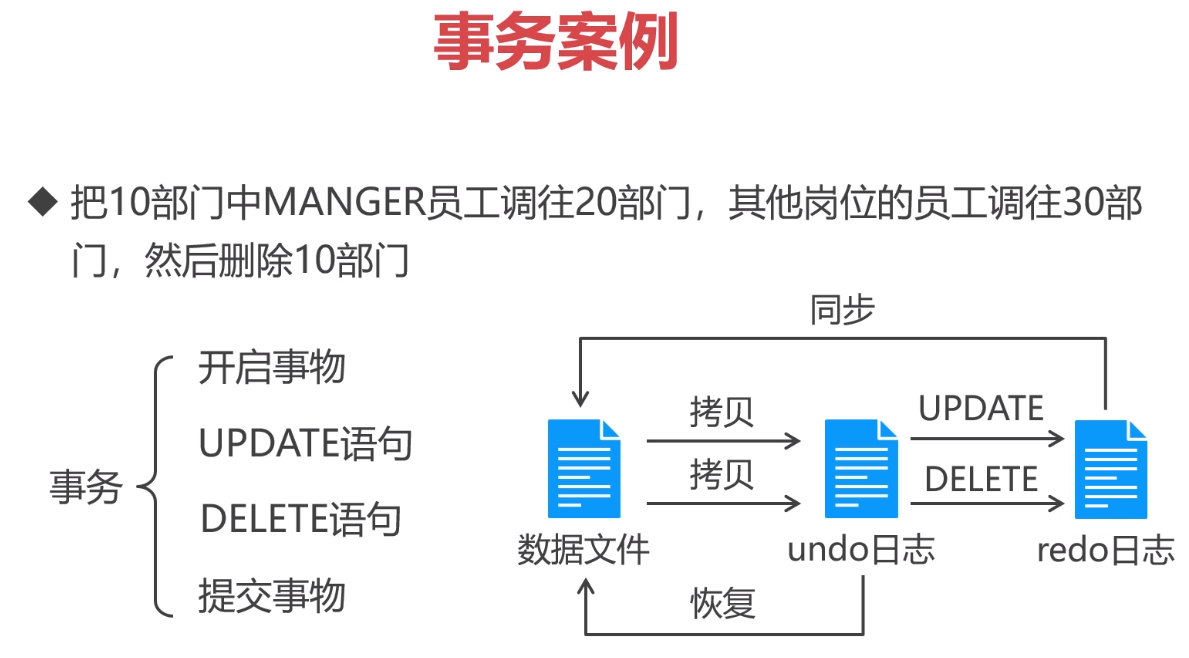 事务案例
◆ 把10部门中MANGER员工调往20部门，其他岗位的员工调往30部
门，然后删除10部门
同步
开启事物
UPDATE语句
事务
DELETE语句
提交事物
拷贝
UPDATE
拷贝
DELETE
数据文件
undo日志
redo日志
恢复